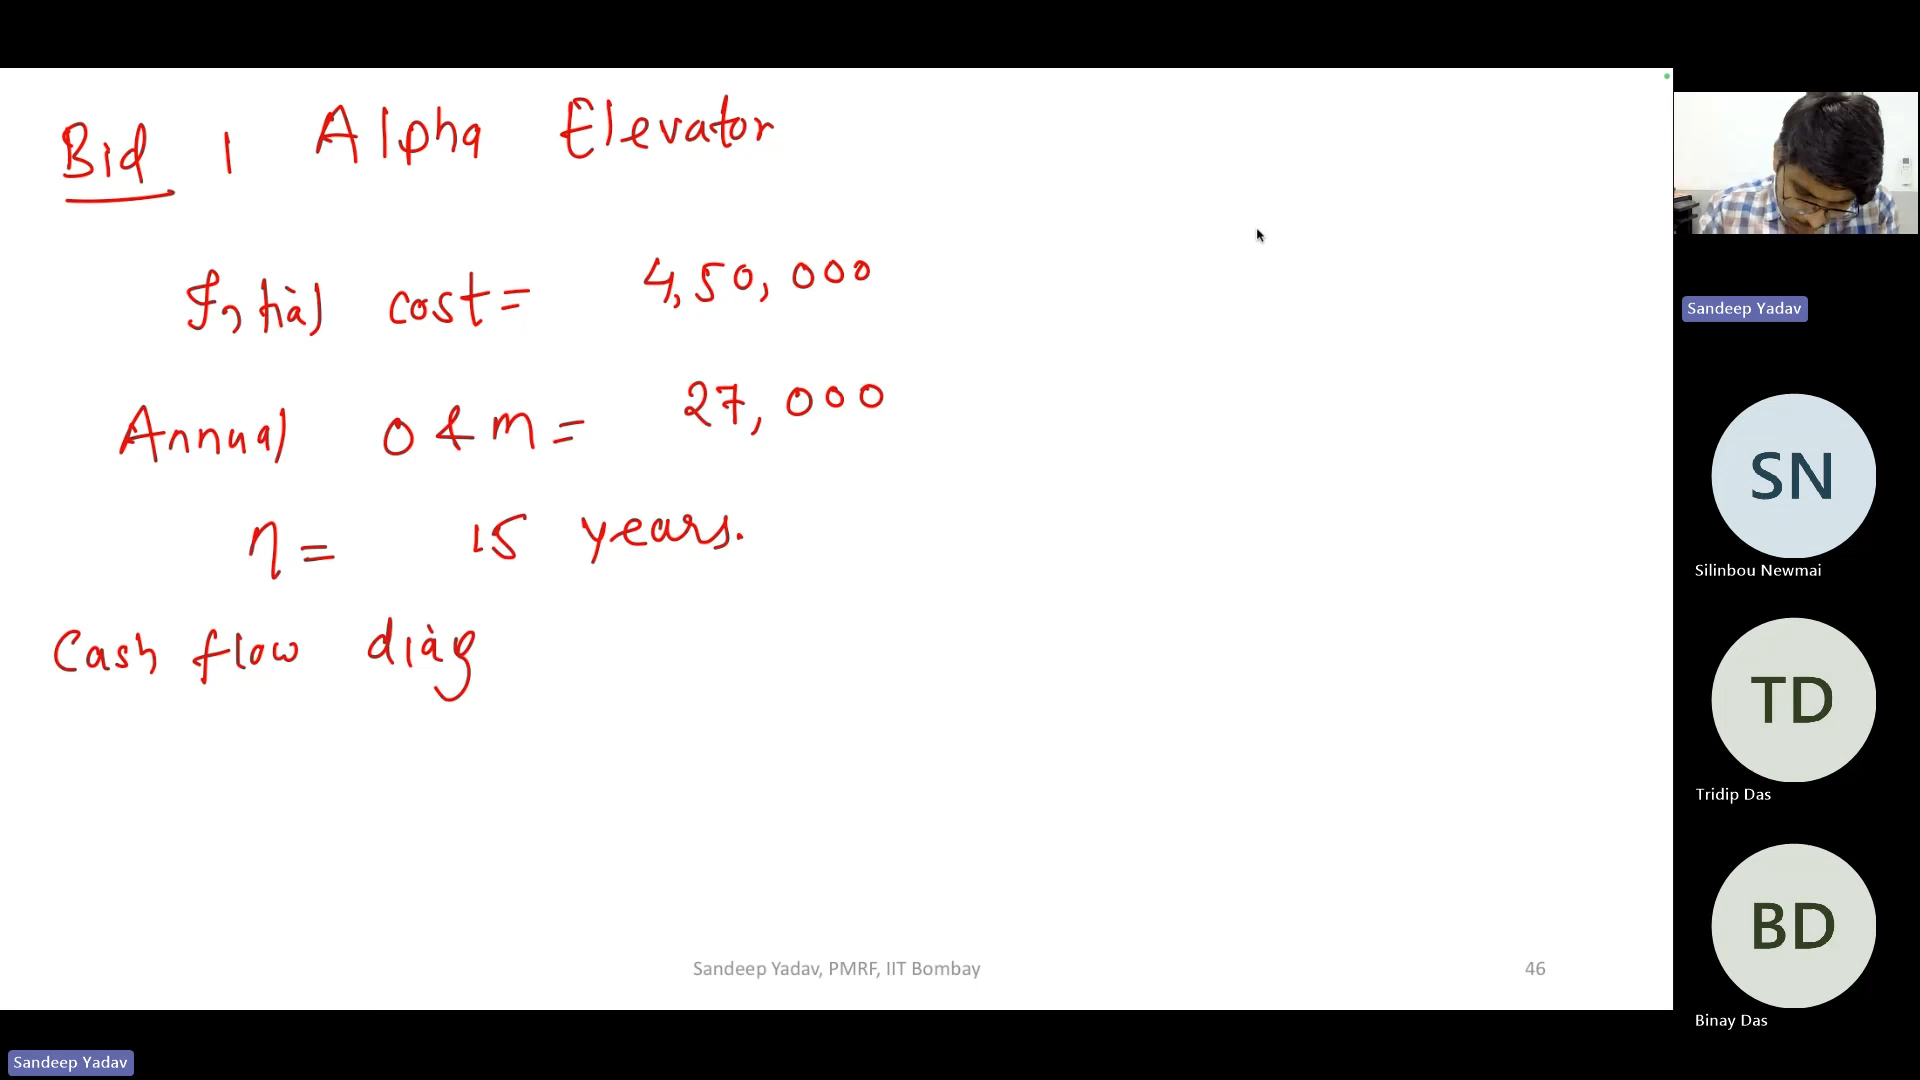 Bid 1 Alpha Elevator
Initial cost = 4,50,000
Annual O & m = 27,000
n = 15 years.
Cash flow diag
Sandeep Yadav, PMRF, IIT Bombay
46
Sandeep Yadav
SN
Silinbou Newmai
TD
Tridip Das
BD
Binay Das
Sandeep Yadav